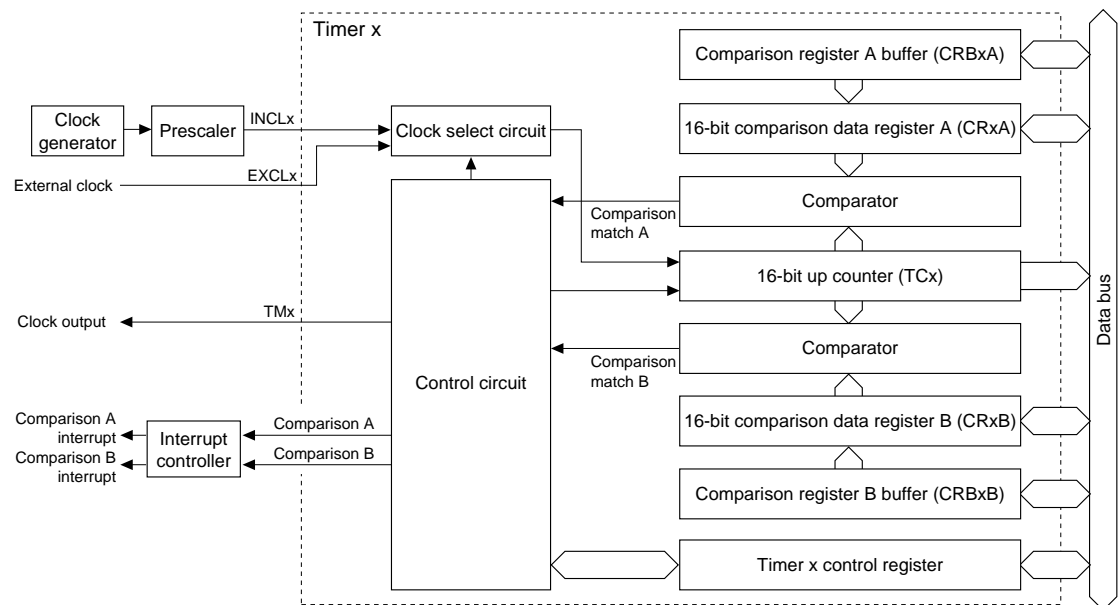 Timer x
Comparison register A buffer (CRBxA)
Clock
generator
Prescaler
INCLx
Clock select circuit
16-bit comparison data register A (CRxA)
External clock
EXCLx
Comparison
match A
Comparator
16-bit up counter (TCx)
Clock output
TMx
Control circuit
Comparison
match B
Comparator
Comparison A
interrupt
Comparison B
interrupt
Interrupt
controller
Comparison A
Comparison B
16-bit comparison data register B (CRxB)
Comparison register B buffer (CRBxB)
Timer x control register
Data bus